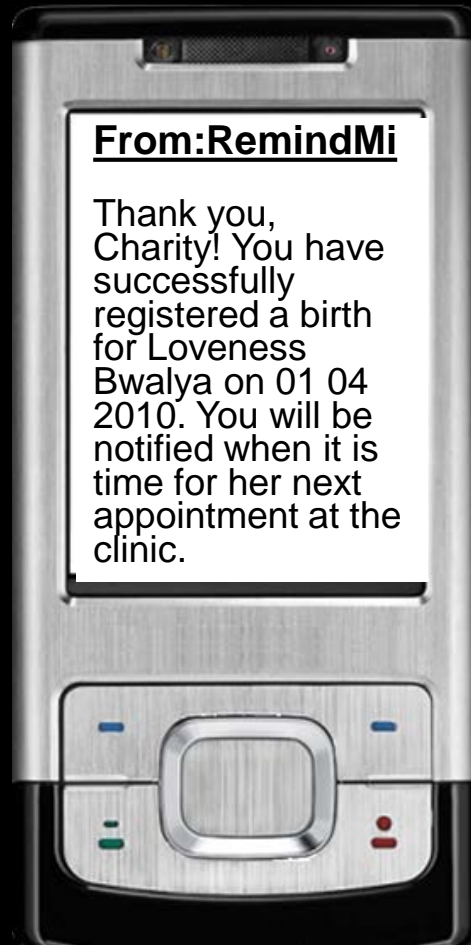 From:RemindMi
Thank you,
Charity! You have
successfully
registered a birth
for Loveness
Bwalya on 01 04
2010. You will be
notified when it is
time for her next
appointment at the
clinic.